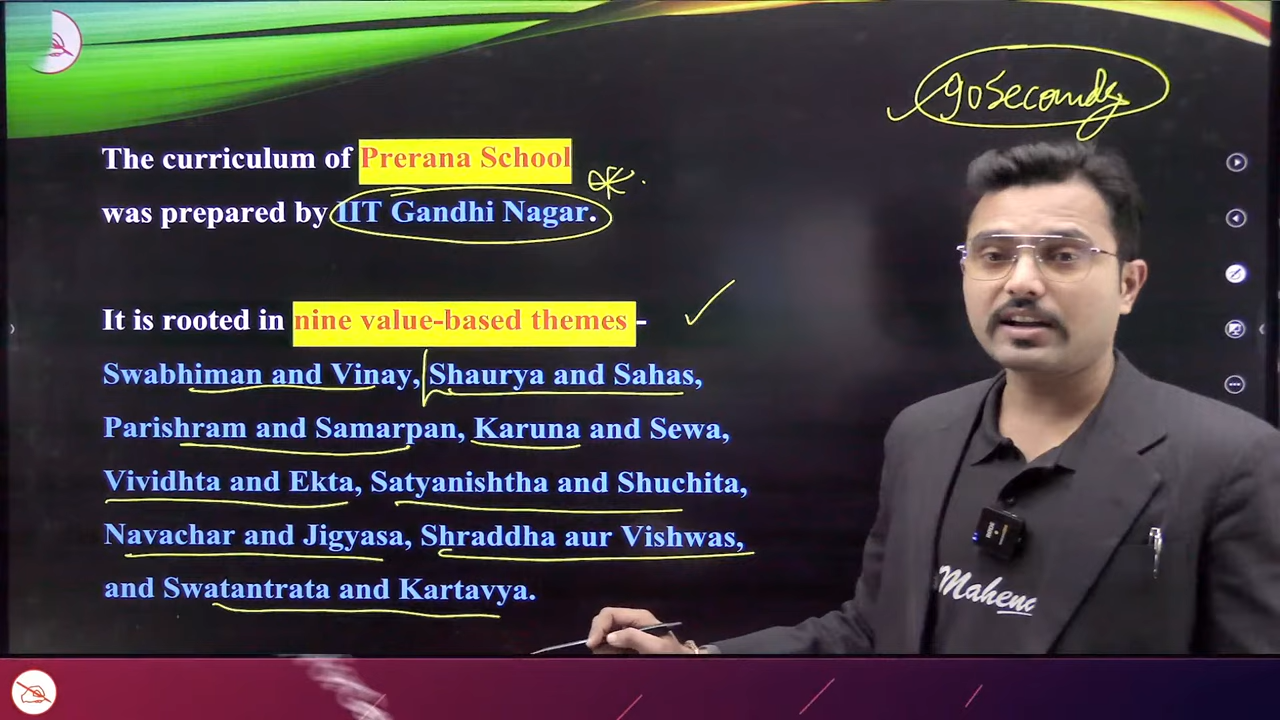 90 Seconds
The curriculum of Prerana School
was prepared by IIT Gandhi Nagar.
It is rooted in nine value-based themes -
Swabhiman and Vinay, Shaurya and Sahas,
Parishram and Samarpan, Karuna and Sewa,
Vividhta and Ekta, Satyanishtha and Shuchita,
Navachar and Jigyasa, Shraddha aur Vishwas,
and Swatantrata and Kartavya.